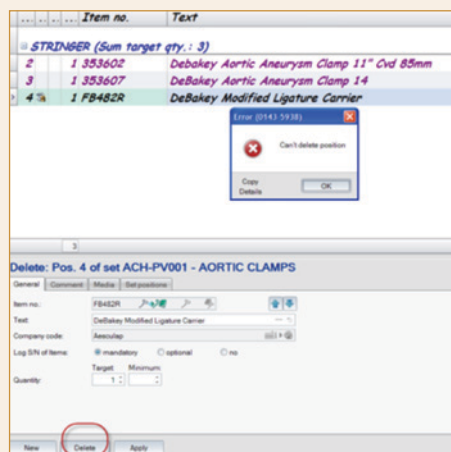 ... .. .. ... Item no. Text
STRINGER (Sum target qty.: 3)
2 1 353602 Debakey Aortic Aneurysm Clamp 11" Cvd 85mm
3 1 353607 DeBakey Aortic Aneurysm Clamp 14
4 1 FB482R DeBakey Modified Ligature Carrier
Error (0143 5938)
Can't delete position
Copy Details
OK
3
Delete: Pos. 4 of set ACH-PV001 - AORTIC CLAMPS
General Comment Media Set positions
Item no.: FB482R
Text: DeBakey Modified Ligature Carrier
Company code: Aesculap
Log S/N of Items: mandatory optional no
Target Minimum:
Quantity: 1
New Delete Apply